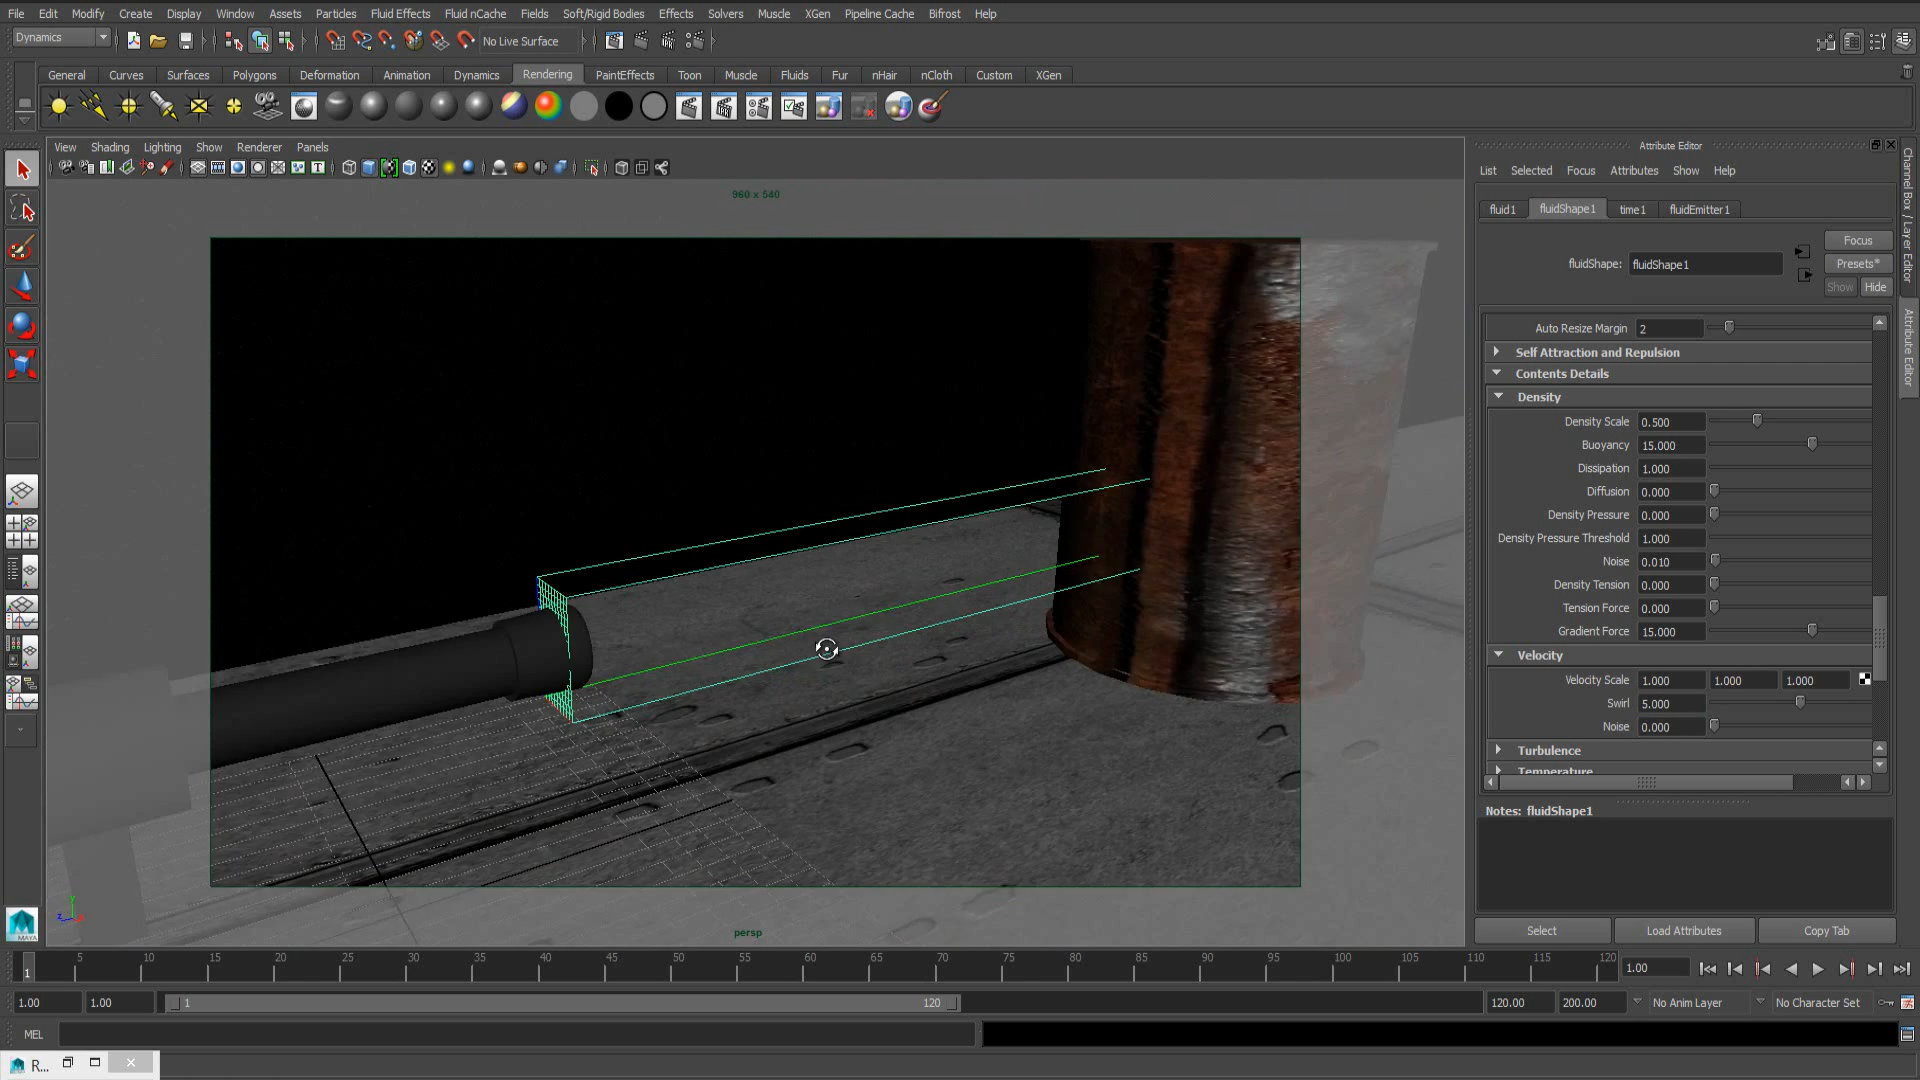 File Edit Modify Create Display Window Assets Particles Fluid Effects Fluid nCache Fields Soft/Rigid Bodies Effects Solvers Muscle XGen Pipeline Cache Bifrost Help
Dynamics
No Live Surface
General Curves Surfaces Polygons Deformation Animation Dynamics Rendering PaintEffects Toon Muscle Fluids Fur nHair nCloth Custom XGen
View Shading Lighting Show Renderer Panels
960 x 540
persp
Attribute Editor
List Selected Focus Attributes Show Help
fluid1 fluidShape1 time1 fluidEmitter1
Focus
fluidShape: fluidShape1
Presets*
Show Hide
Auto Resize Margin 2
Self Attraction and Repulsion
Contents Details
Density
Density Scale 0.500
Buoyancy 15.000
Dissipation 1.000
Diffusion 0.000
Density Pressure 0.000
Density Pressure Threshold 1.000
Noise 0.010
Density Tension 0.000
Tension Force 0.000
Gradient Force 15.000
Velocity
Velocity Scale 1.000 1.000 1.000
Swirl 5.000
Noise 0.000
Turbulence
Temperature
Notes: fluidShape1
Select Load Attributes Copy Tab
Channel Box / Layer Editor
Attribute Editor
MAYA
1 5 10 15 20 25 30 35 40 45 50 55 60 65 70 75 80 85 90 95 100 105 110 115 120 1.00
1.00 1.00 1 120 120.00 200.00 No Anim Layer No Character Set
MEL
R...